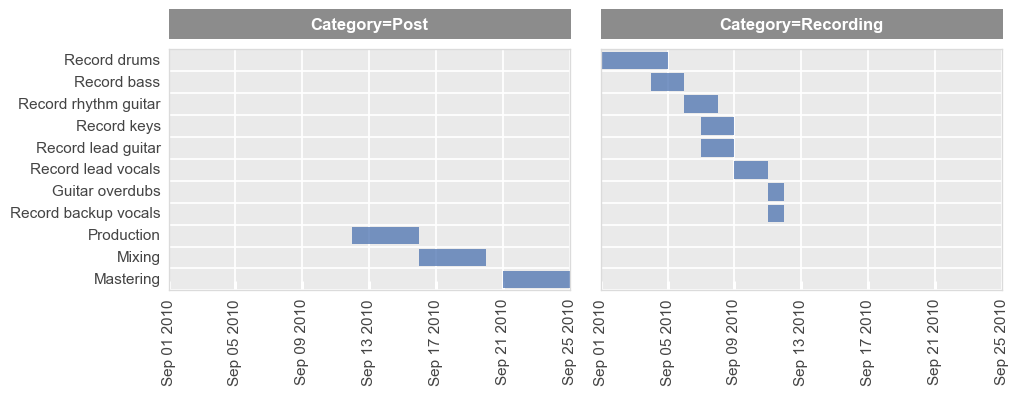 Category=Post
Category=Recording
Record drums
Record bass
Record rhythm guitar
Record keys
Record lead guitar
Record lead vocals
Guitar overdubs
Record backup vocals
Production
Mixing
Mastering
Sep 01 2010
Sep 05 2010
Sep 09 2010
Sep 13 2010
Sep 17 2010
Sep 21 2010
Sep 25 2010
Sep 01 2010
Sep 05 2010
Sep 09 2010
Sep 13 2010
Sep 17 2010
Sep 21 2010
Sep 25 2010